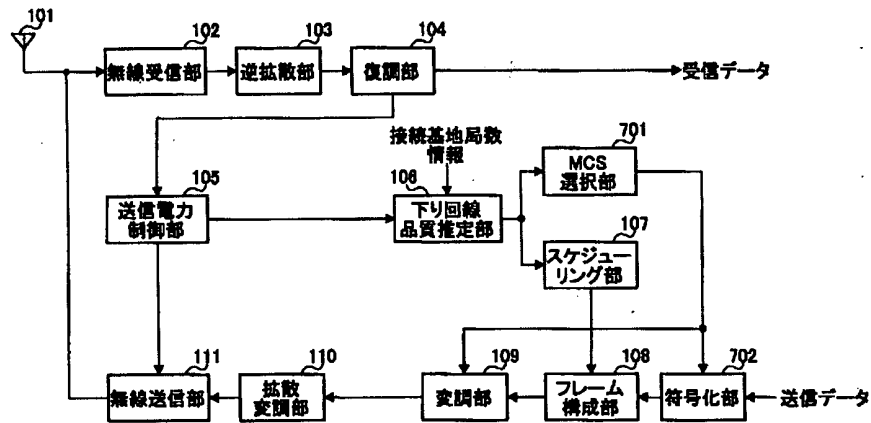 101
102
無線受信部
103
逆拡散部
104
復調部
受信データ
接続基地局数
情報
701
MCS
選択部
105
送信電力
制御部
106
下り回線
品質推定部
107
スケジュー
リング部
111
無線送信部
110
拡散
変調部
109
変調部
108
フレーム
構成部
702
符号化部
送信データ